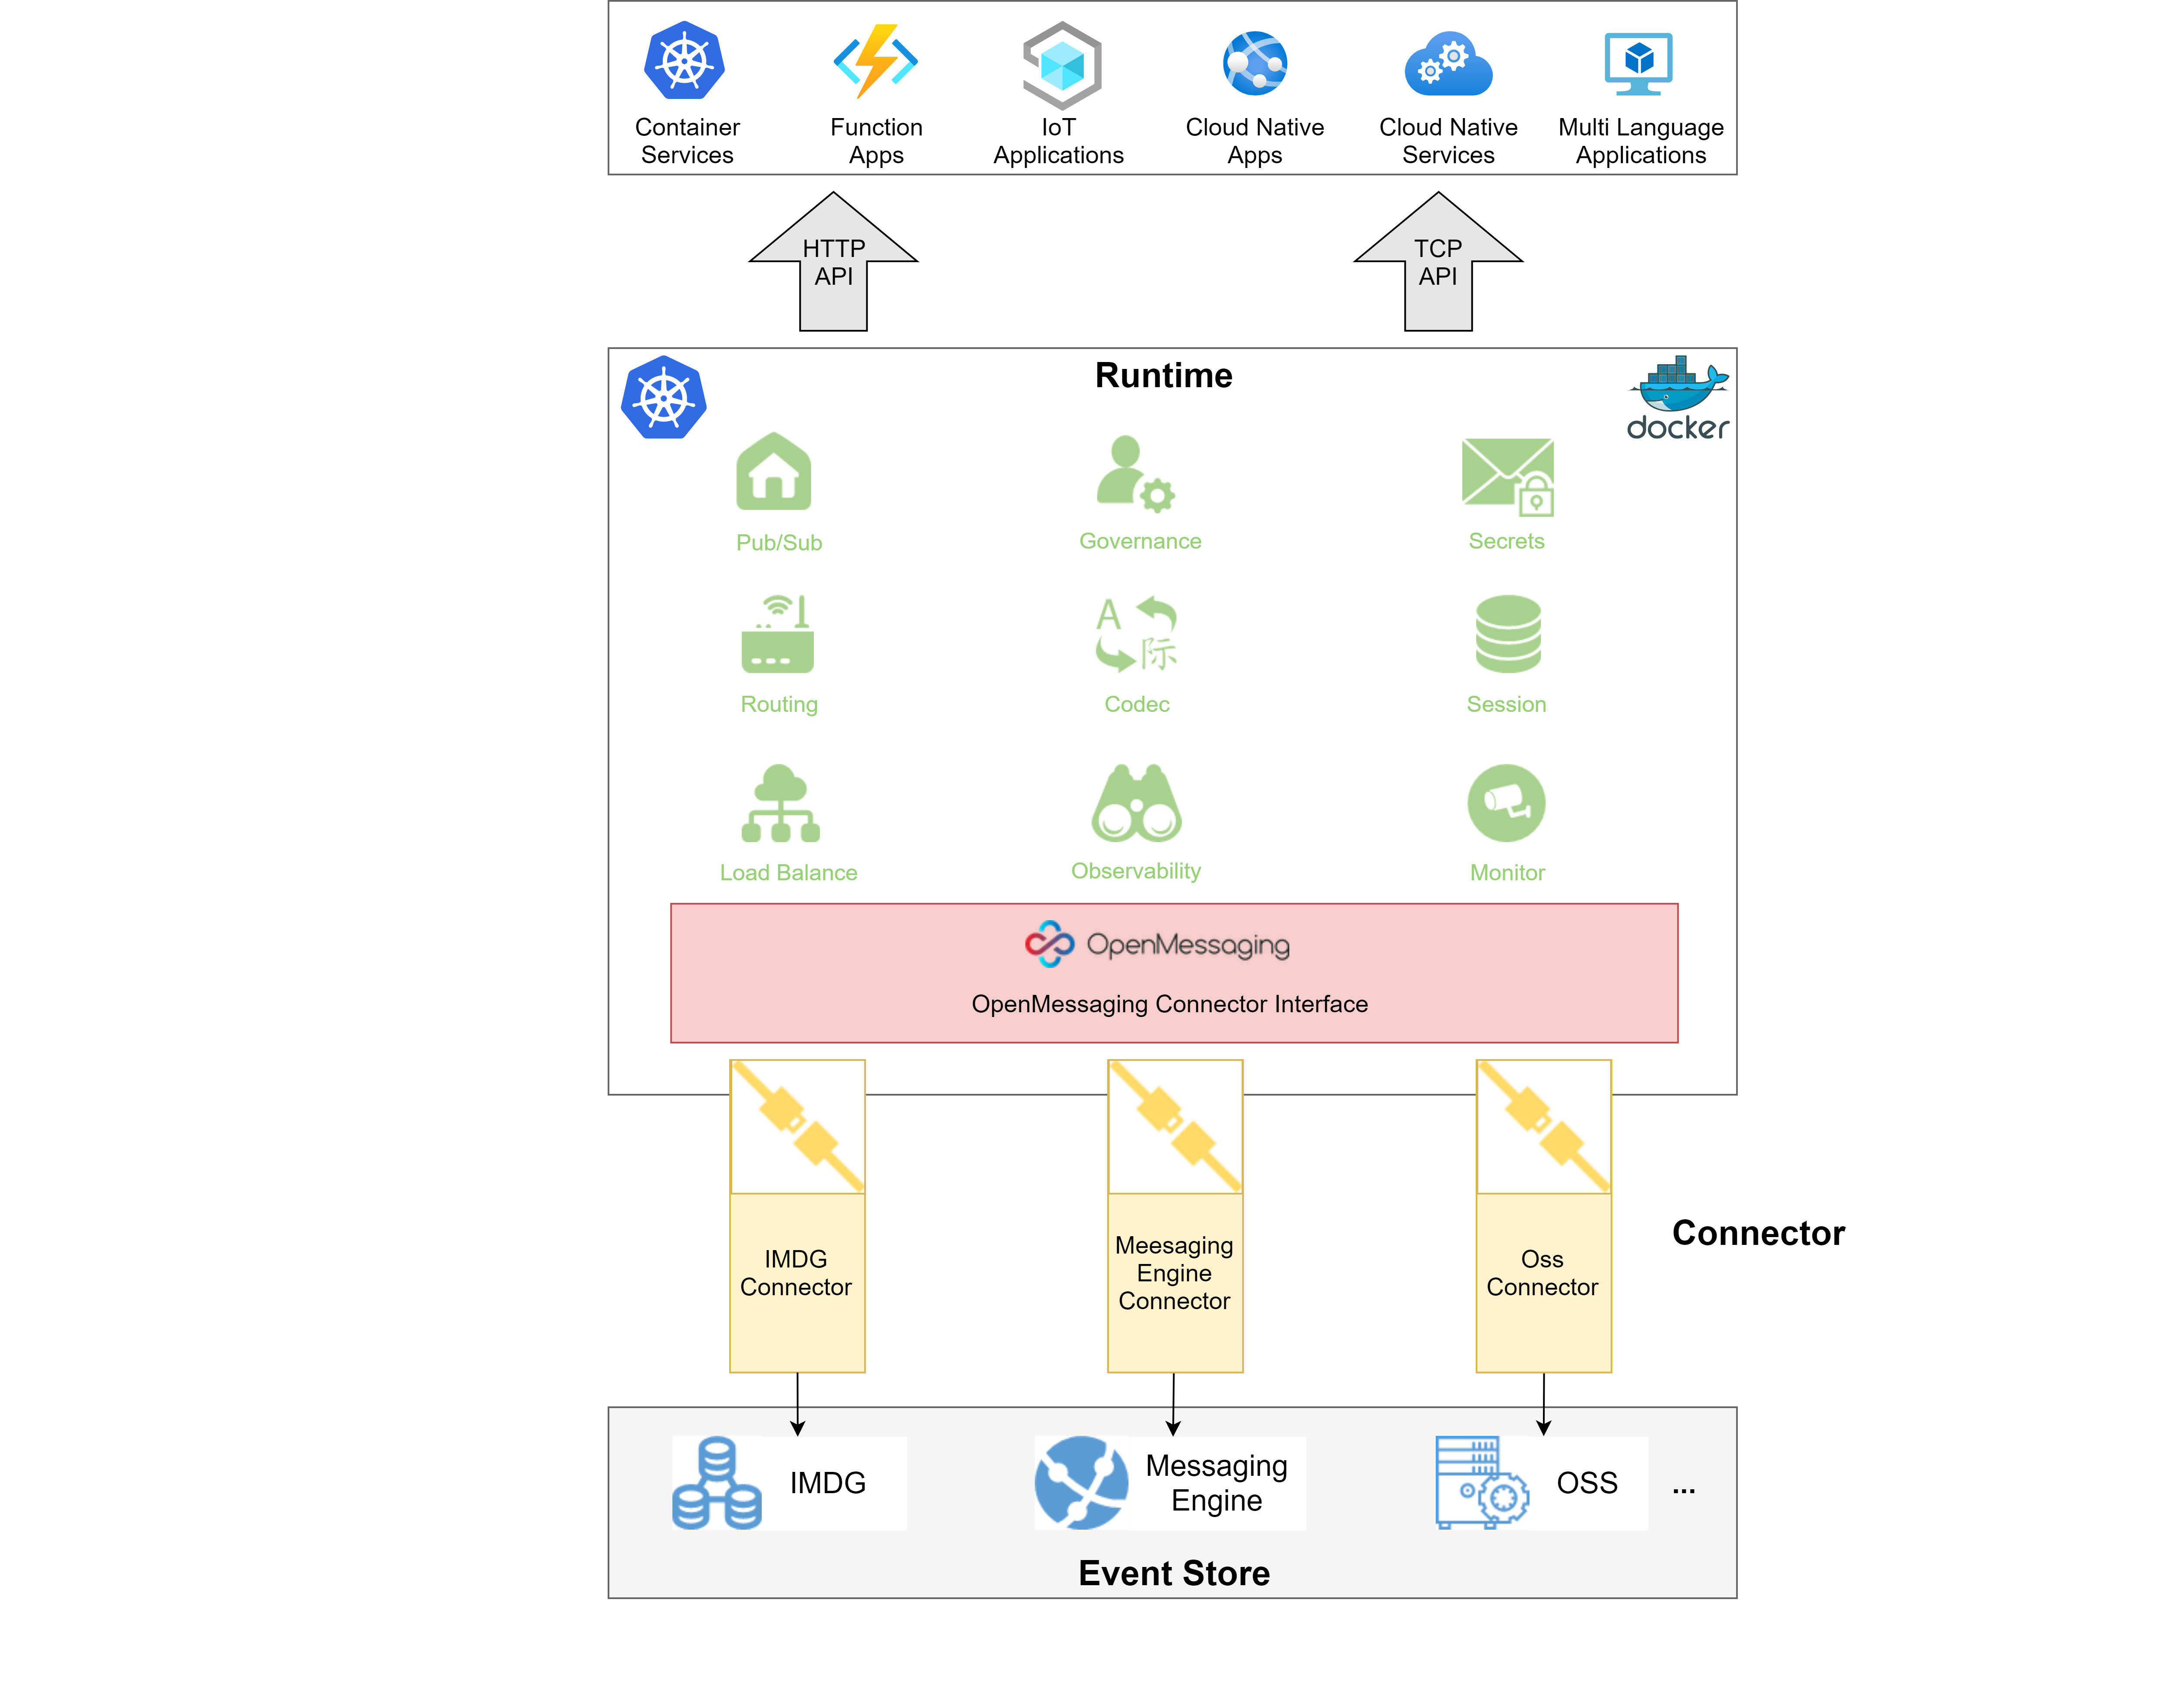 Container
Services
Function
Apps
IoT
Applications
Cloud Native
Apps
Cloud Native
Services
Multi Language
Applications
HTTP
API
TCP
API
Runtime
docker
Pub/Sub
Governance
Secrets
A
际
Routing
Codec
Session
Load Balance
Observability
Monitor
OpenMessaging
OpenMessaging Connector Interface
IMDG
Connector
Meesaging
Engine
Connector
Oss
Connector
Connector
IMDG
Messaging
Engine
OSS
...
Event Store